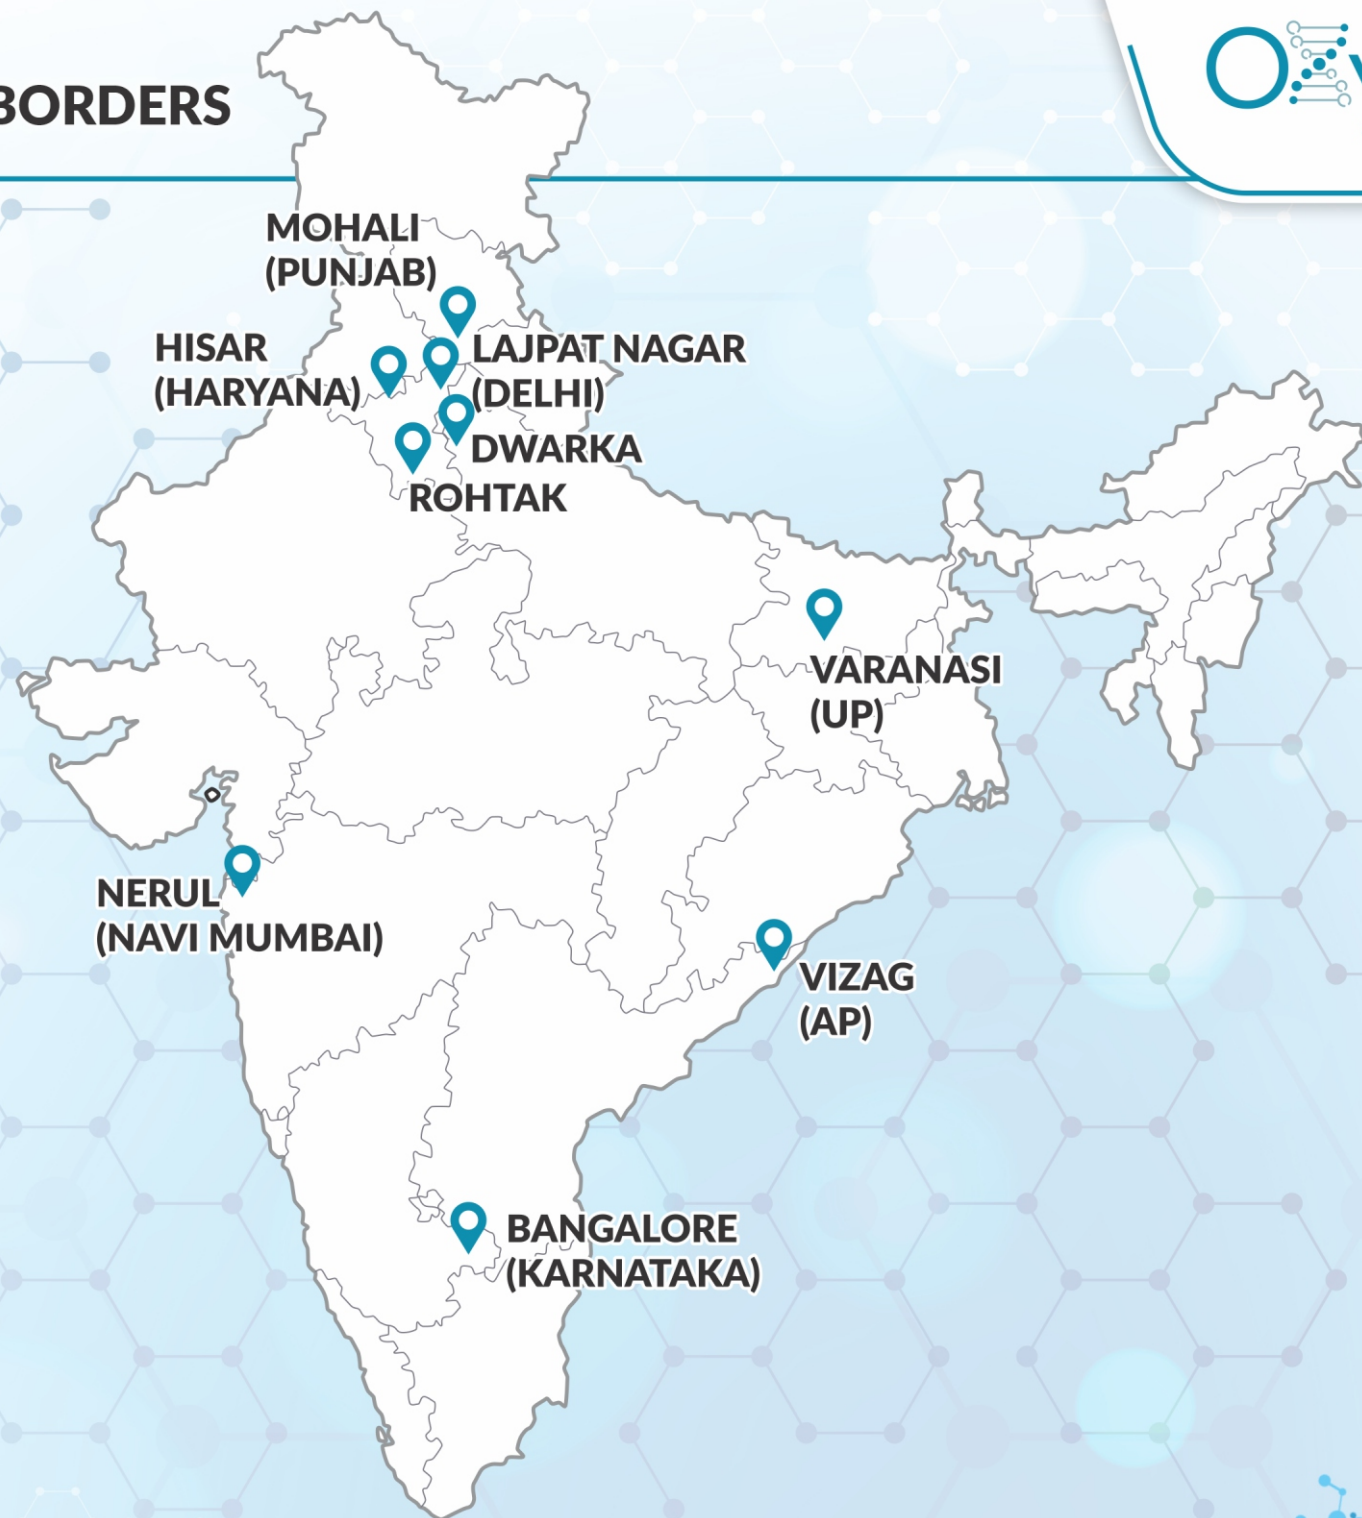 BORDERS
MOHALI
(PUNJAB)
HISAR
(HARYANA)
LAJPAT NAGAR
(DELHI)
DWARKA
ROHTAK
VARANASI
(UP)
NERUL
(NAVI MUMBAI)
VIZAG
(AP)
BANGALORE
(KARNATAKA)